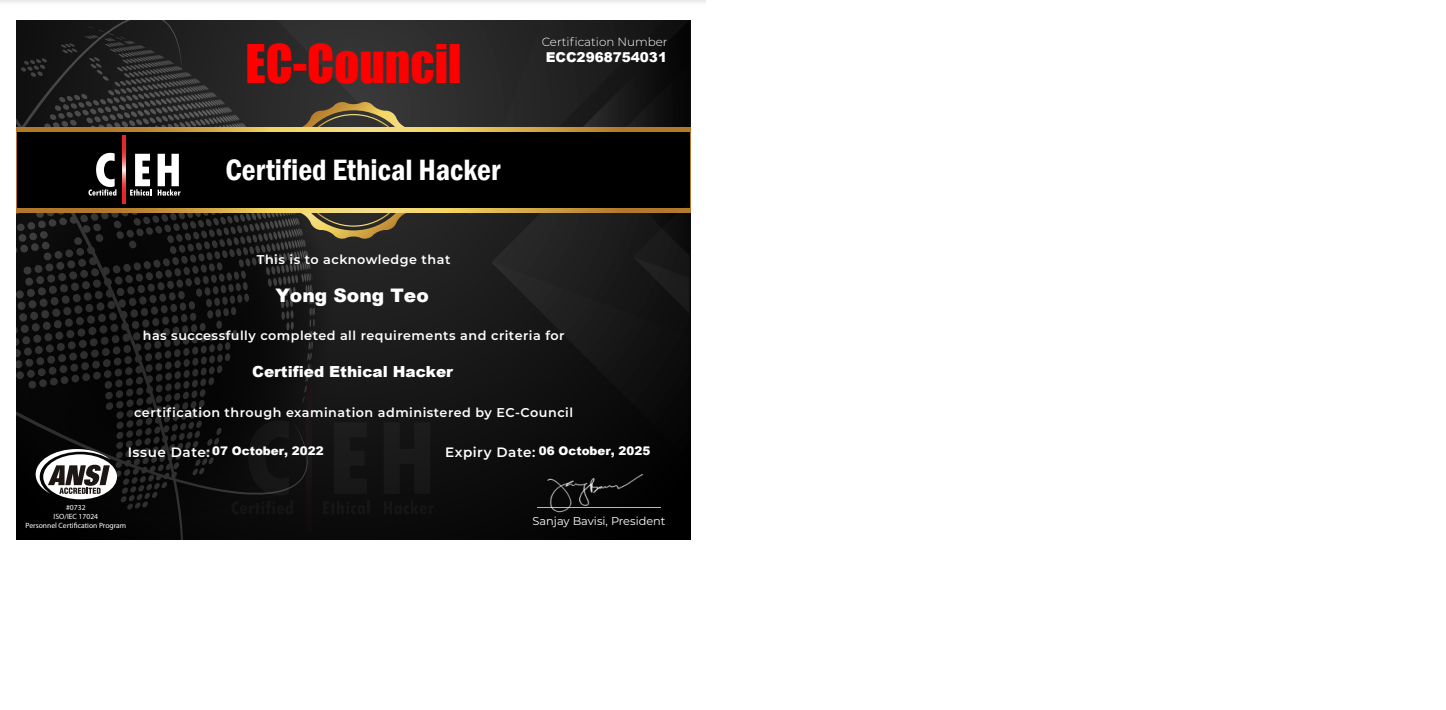 EC-Council
Certification Number
ECC2968754031
C EH
Certified Ethical Hacker
Certified Ethical Hacker
This is to acknowledge that
Yong Song Teo
has successfully completed all requirements and criteria for
Certified Ethical Hacker
certification through examination administered by EC-Council
Issue Date: 07 October, 2022
Expiry Date: 06 October, 2025
C EH
Certified Ethical Hacker
ANSI
ACCREDITED
#0732
ISO/IEC 17024
Personnel Certification Program
Sanjay Bavisi, President